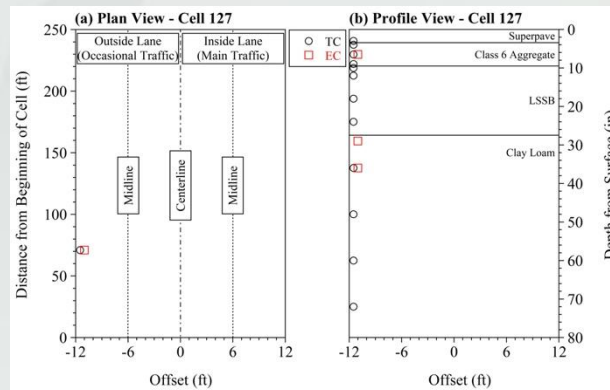 (a) Plan View - Cell 127
Outside Lane
(Occasional Traffic)
Inside Lane
(Main Traffic)
Midline
Centerline
Midline
250
200
150
100
50
0
Distance from Beginning of Cell (ft)
-12 -6 0 6 12
Offset (ft)
TC
EC
(b) Profile View - Cell 127
Superpave
Class 6 Aggregate
LSSB
Clay Loam
0
10
20
30
40
50
60
70
80
Depth from Surface (in)
-12 -6 0 6 12
Offset (ft)